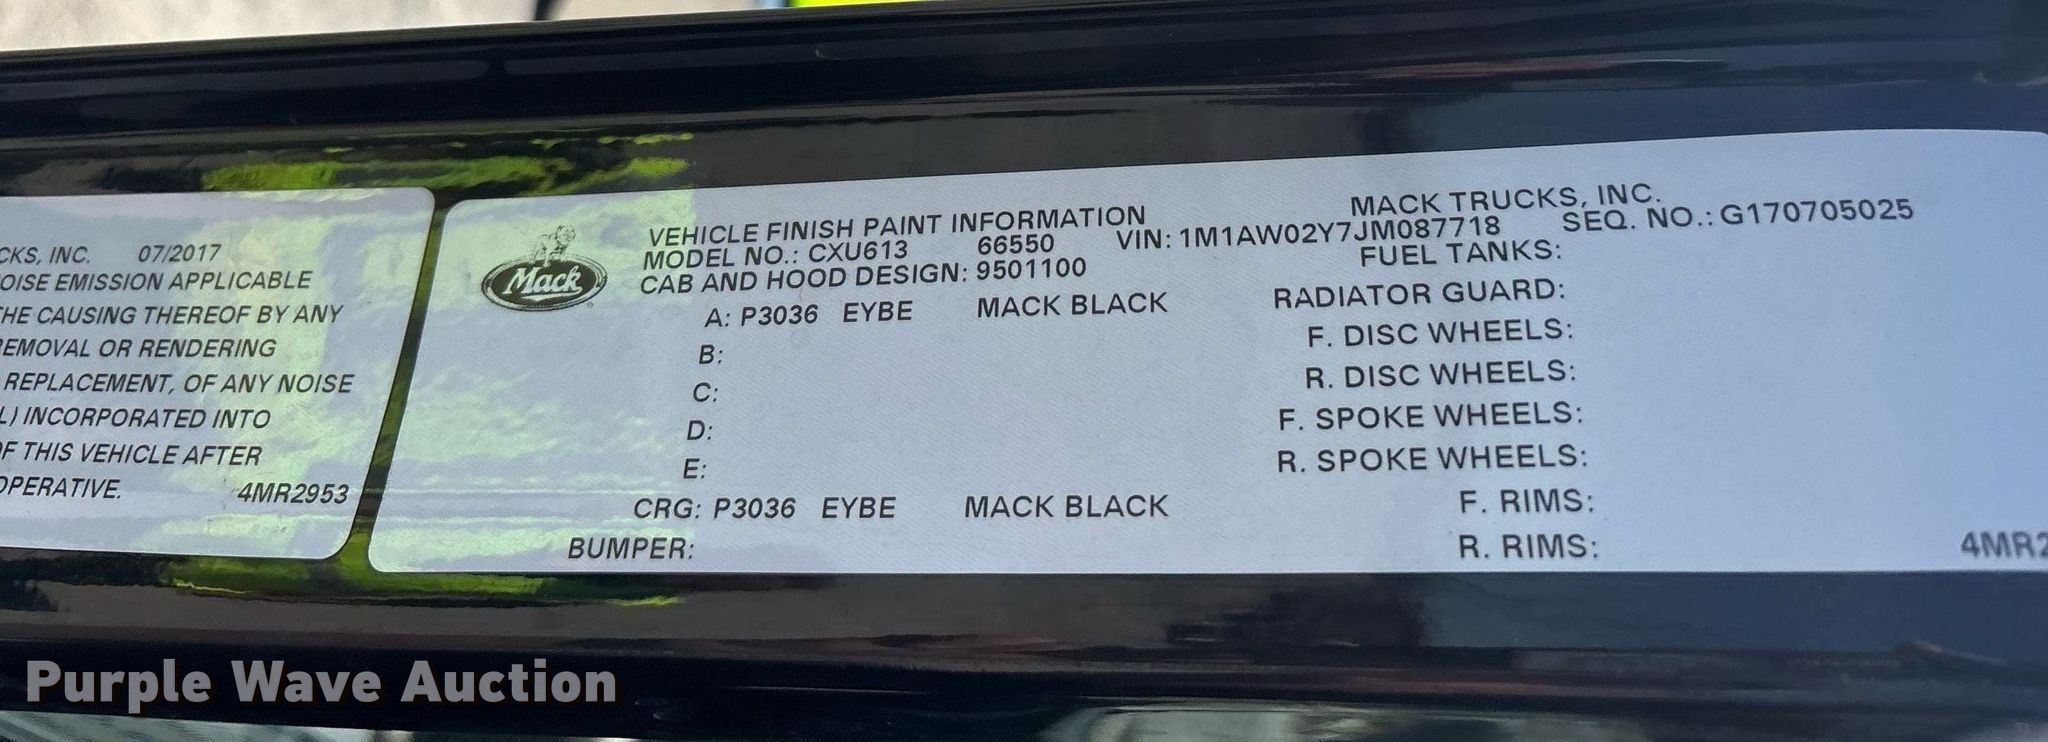 CKS, INC. 07/2017
OISE EMISSION APPLICABLE
THE CAUSING THEREOF BY ANY
REMOVAL OR RENDERING
REPLACEMENT, OF ANY NOISE
L) INCORPORATED INTO
OF THIS VEHICLE AFTER
OPERATIVE. 4MR2953
Mack
VEHICLE FINISH PAINT INFORMATION MACK TRUCKS, INC.
MODEL NO.: CXU613 66550 VIN: 1M1AW02Y7JM087718 SEQ. NO.: G170705025
CAB AND HOOD DESIGN: 9501100 FUEL TANKS:
A: P3036 EYBE MACK BLACK RADIATOR GUARD:
B: F. DISC WHEELS:
C: R. DISC WHEELS:
D: F. SPOKE WHEELS:
E: R. SPOKE WHEELS:
CRG: P3036 EYBE MACK BLACK F. RIMS:
BUMPER: R. RIMS: 4MR2
Purple Wave Auction